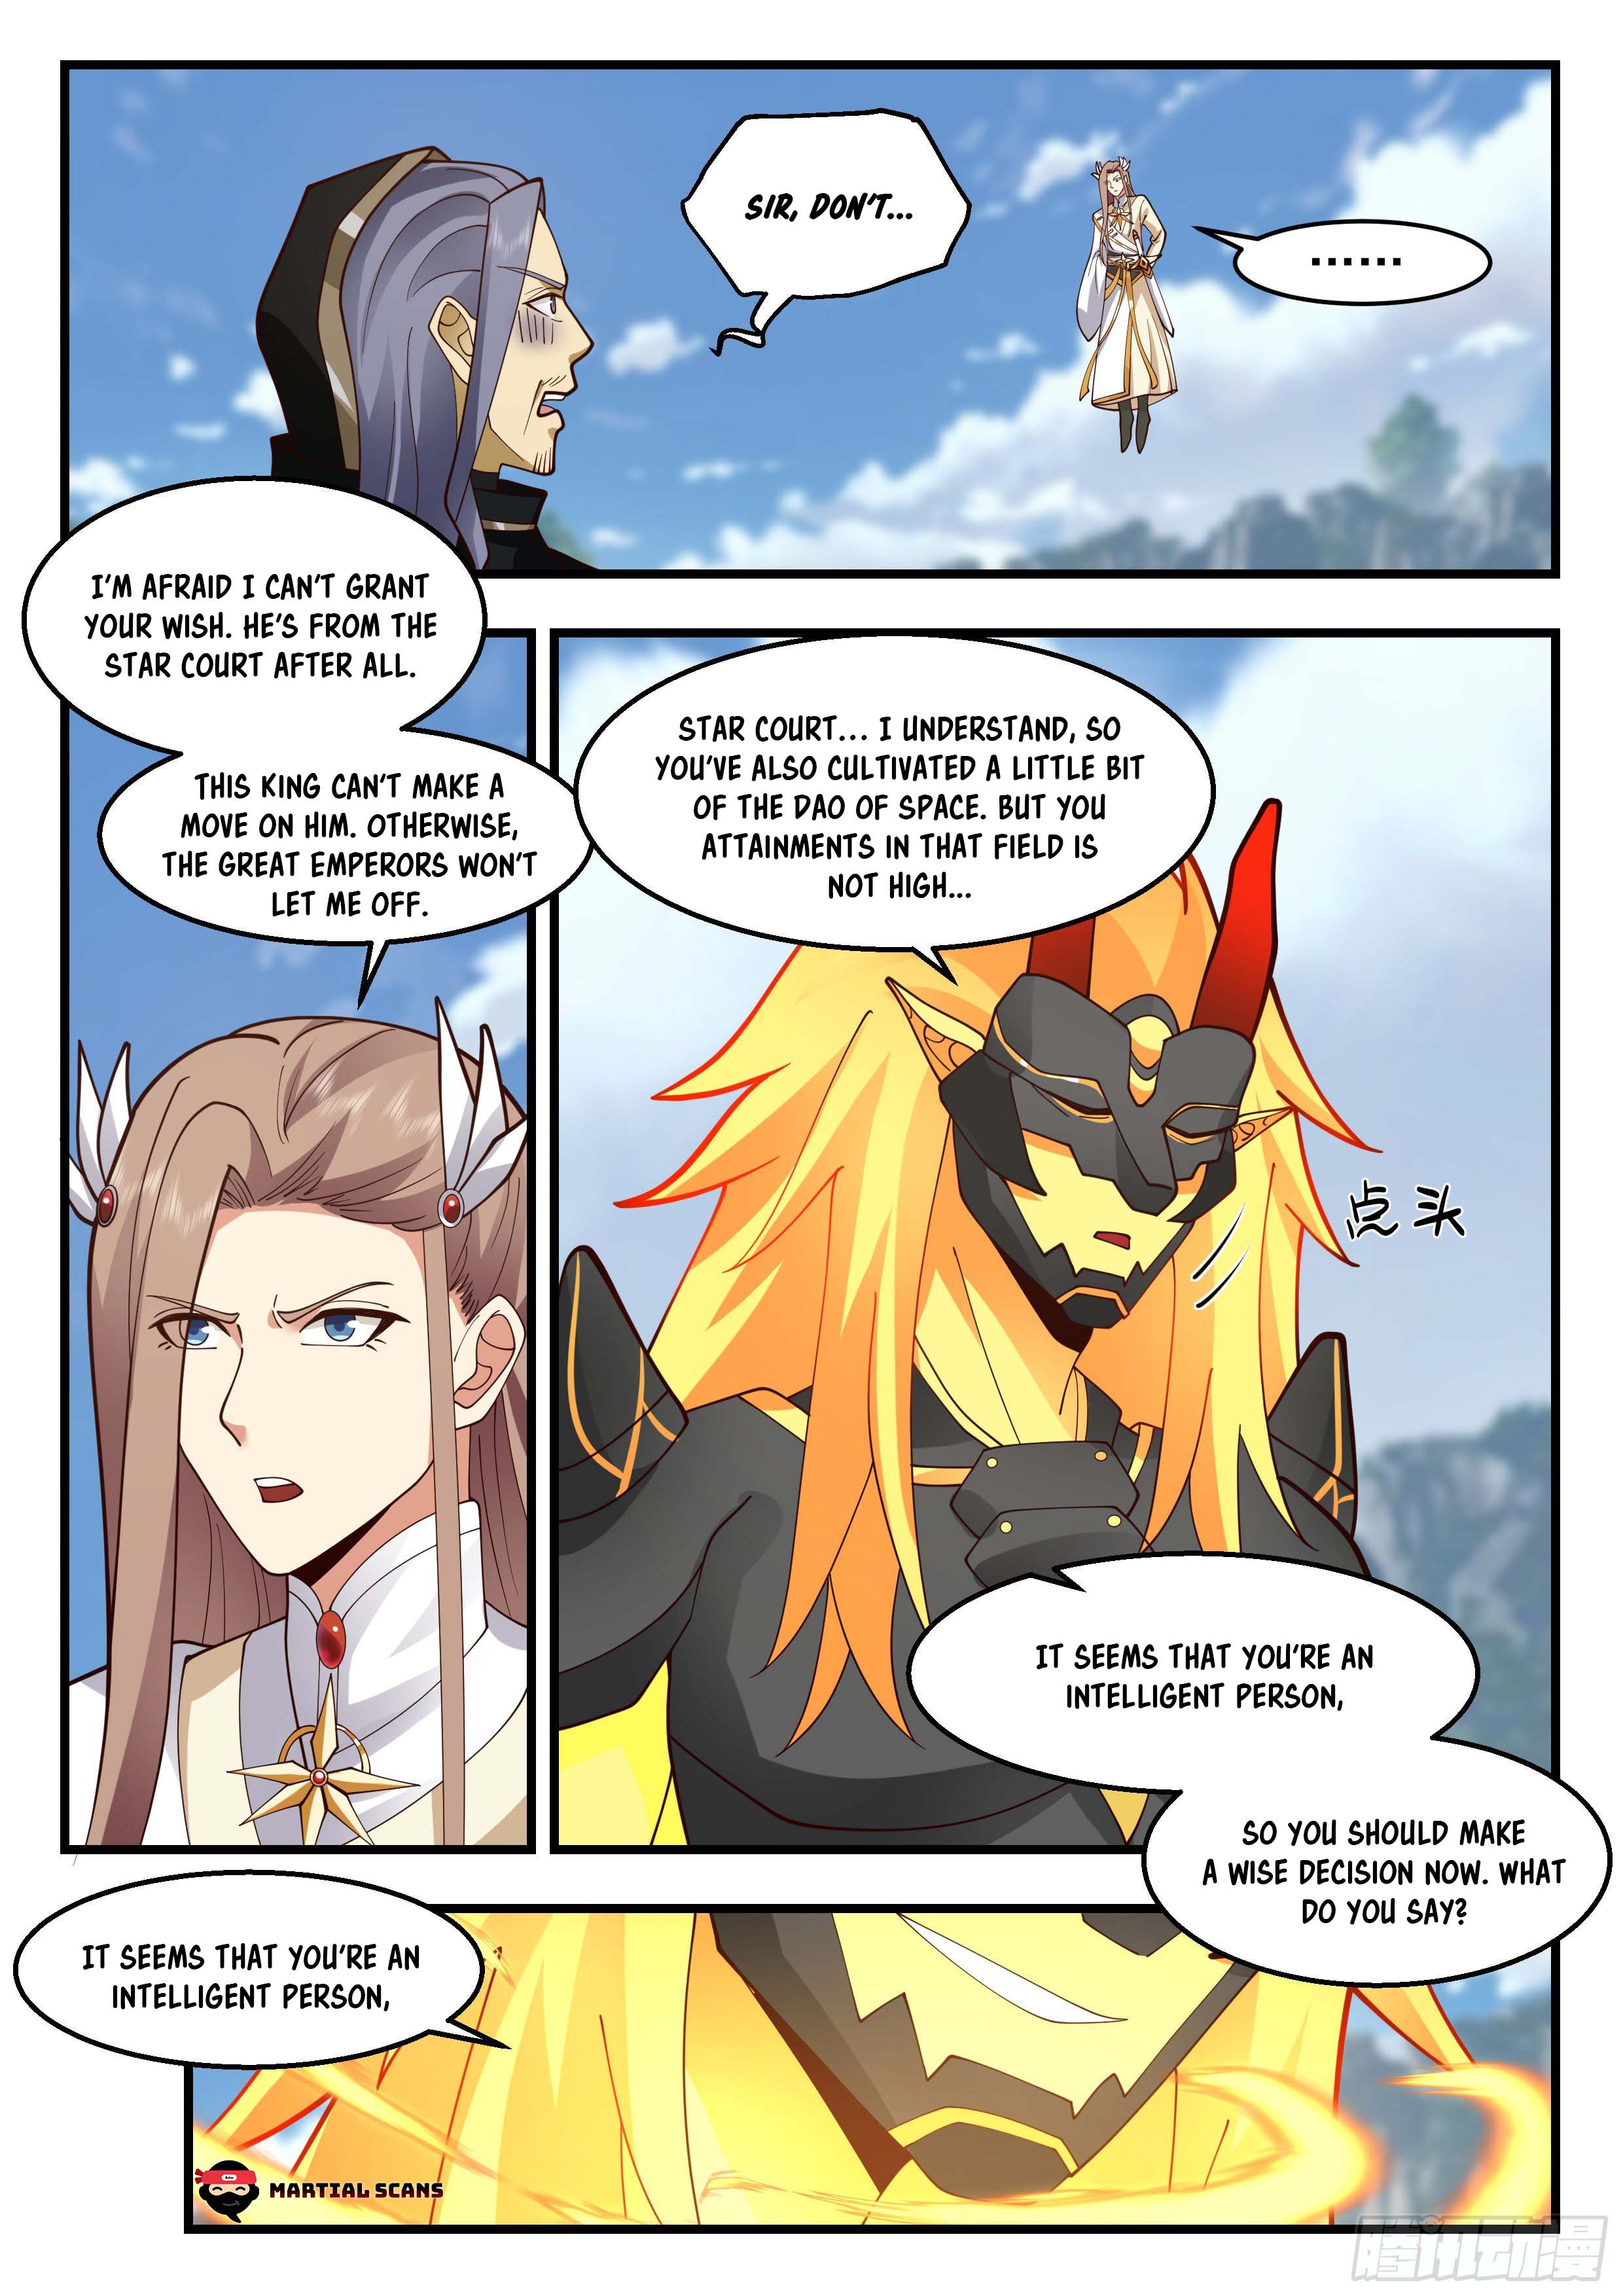 SIR, DON'T...
......
I'M AFRAID I CAN'T GRANT
YOUR WISH. HE'S FROM THE
STAR COURT AFTER ALL.
THIS KING CAN'T MAKE A
MOVE ON HIM. OTHERWISE,
THE GREAT EMPERORS WON'T
LET ME OFF.
STAR COURT... I UNDERSTAND, SO
YOU'VE ALSO CULTIVATED A LITTLE BIT
OF THE DAO OF SPACE. BUT YOU
ATTAINMENTS IN THAT FIELD IS
NOT HIGH...
点头
IT SEEMS THAT YOU'RE AN
INTELLIGENT PERSON,
SO YOU SHOULD MAKE
A WISE DECISION NOW. WHAT
DO YOU SAY?
IT SEEMS THAT YOU'RE AN
INTELLIGENT PERSON,
MARTIAL SCANS
腾讯动漫